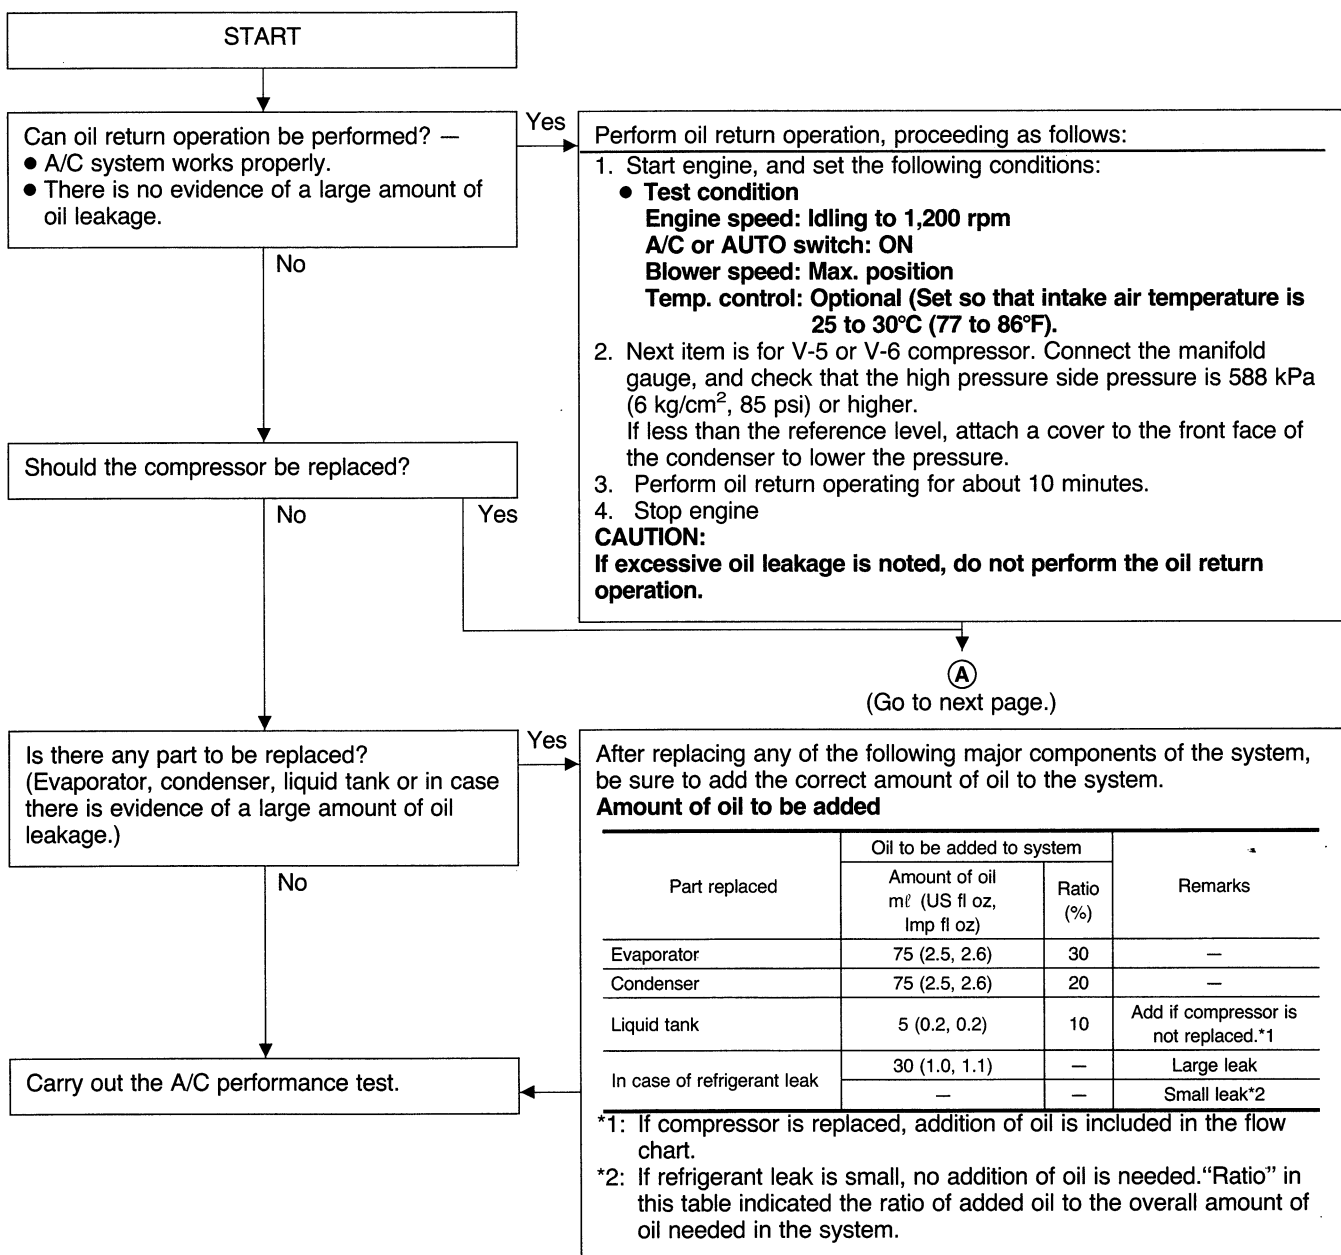 START
Can oil return operation be performed? —
● A/C system works properly.
● There is no evidence of a large amount of
oil leakage.
Yes
No
Perform oil return operation, proceeding as follows:
1. Start engine, and set the following conditions:
● Test condition
Engine speed: Idling to 1,200 rpm
A/C or AUTO switch: ON
Blower speed: Max. position
Temp. control: Optional (Set so that intake air temperature is
25 to 30°C (77 to 86°F).
2. Next item is for V-5 or V-6 compressor. Connect the manifold
gauge, and check that the high pressure side pressure is 588 kPa
(6 kg/cm², 85 psi) or higher.
If less than the reference level, attach a cover to the front face of
the condenser to lower the pressure.
3. Perform oil return operating for about 10 minutes.
4. Stop engine
CAUTION:
If excessive oil leakage is noted, do not perform the oil return
operation.
Should the compressor be replaced?
No
Yes
A
(Go to next page.)
Is there any part to be replaced?
(Evaporator, condenser, liquid tank or in case
there is evidence of a large amount of oil
leakage.)
Yes
No
After replacing any of the following major components of the system,
be sure to add the correct amount of oil to the system.
Amount of oil to be added
Part replaced
Oil to be added to system
Amount of oil
mℓ (US fl oz,
Imp fl oz)
Ratio
(%)
Remarks
Evaporator 75 (2.5, 2.6) 30 —
Condenser 75 (2.5, 2.6) 20 —
Liquid tank 5 (0.2, 0.2) 10 Add if compressor is
not replaced.*1
In case of refrigerant leak 30 (1.0, 1.1) — Large leak
— — Small leak*2
*1: If compressor is replaced, addition of oil is included in the flow
chart.
*2: If refrigerant leak is small, no addition of oil is needed.“Ratio” in
this table indicated the ratio of added oil to the overall amount of
oil needed in the system.
Carry out the A/C performance test.